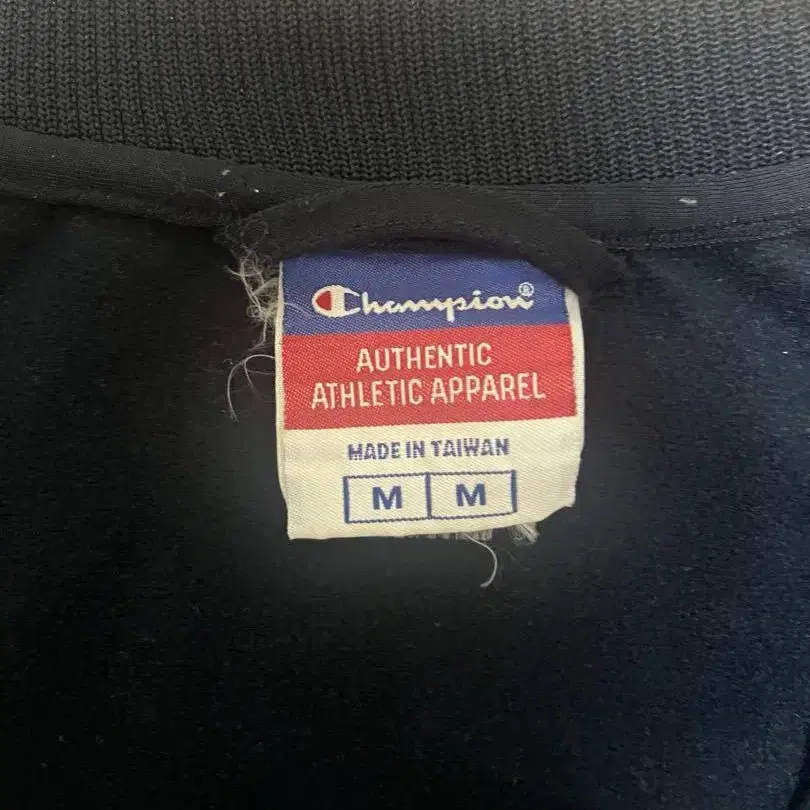 Champion®
AUTHENTIC
ATHLETIC APPAREL
MADE IN TAIWAN
M M